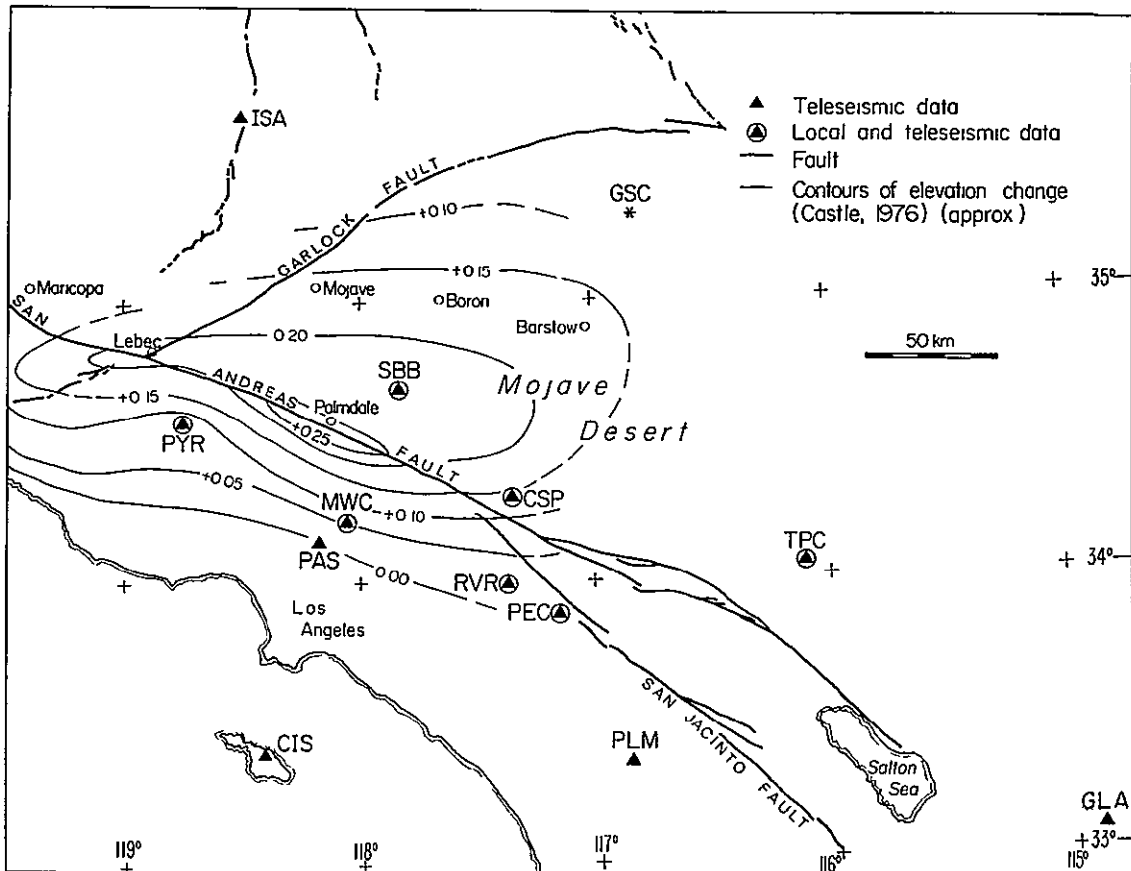 ISA
Teleseismic data
Local and teleseismic data
Fault
Contours of elevation change
(Castle, 1976) (approx)
GSC
GARLOCK FAULT
+0.10
+0.15
Maricopa
Mojave
Boron
Barstow
35°
SAN ANDREAS FAULT
Lebec
0.20
50 km
SBB
Mojave
Desert
Palmdale
+0.15
+0.25
PYR
+0.05
MWC
+0.10
CSP
PAS
TPC
34°
0.00
RVR
PEC
Los
Angeles
SAN JACINTO FAULT
CIS
PLM
Salton
Sea
GLA
33°
119°
118°
117°
116°
115°